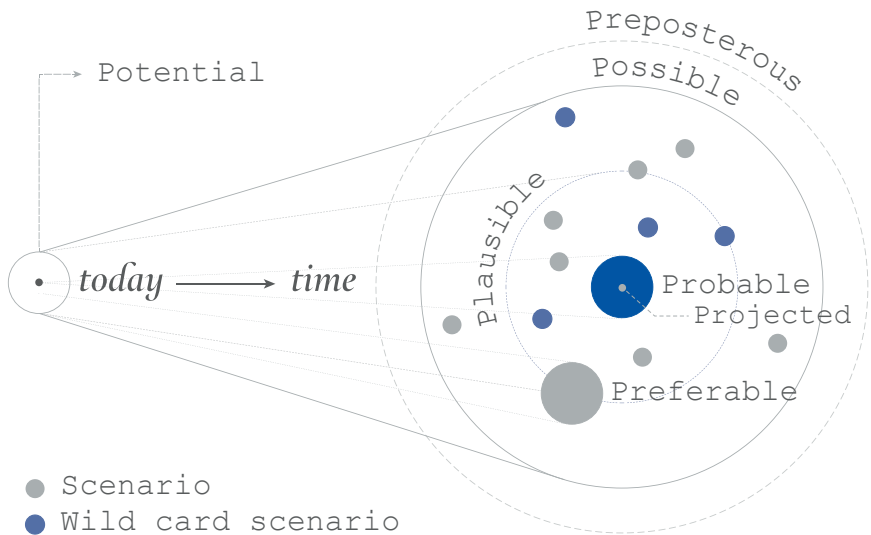 Preposterous
Possible
Potential
Plausible
today
time
Probable
Projected
Preferable
Scenario
Wild card scenario